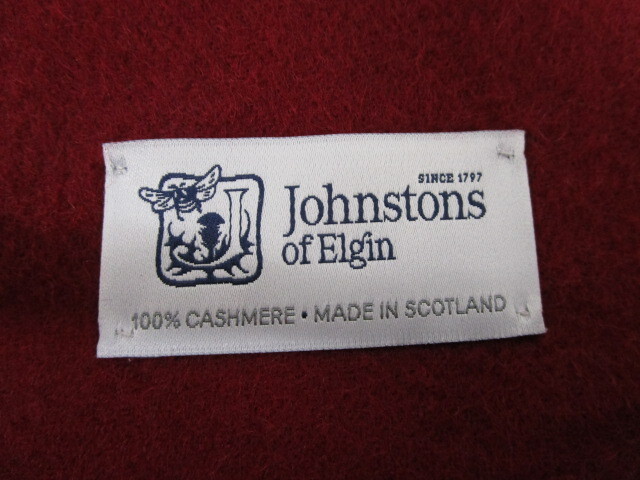 SINCE 1797
Johnstons
of Elgin
100% CASHMERE • MADE IN SCOTLAND